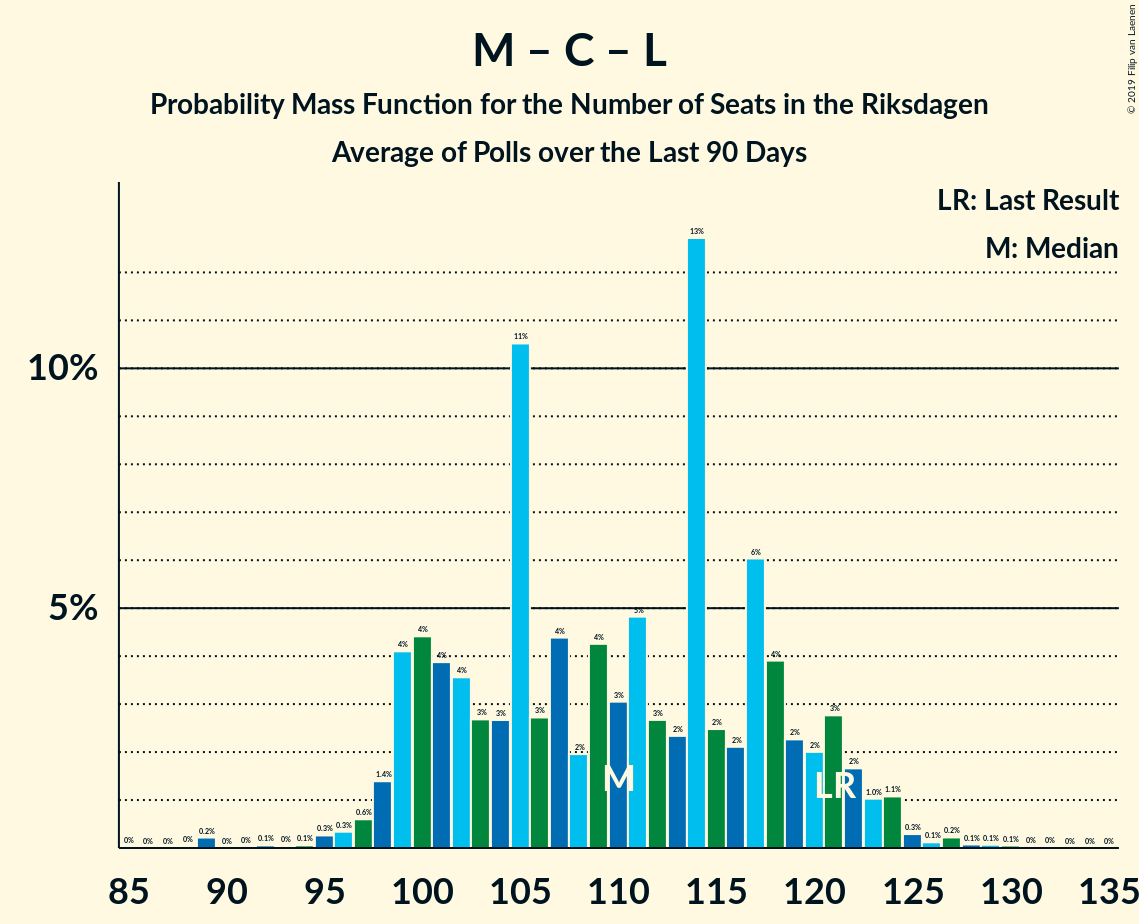 M – C – L
Probability Mass Function for the Number of Seats in the Riksdagen
Average of Polls over the Last 90 Days
© 2019 Filip van Laenen
LR: Last Result
M: Median
10%
5%
0% 0% 0% 0% 0.2% 0% 0% 0.1% 0% 0.1% 0.3% 0.3% 0.6% 1.4% 4% 4% 4% 4% 3% 3% 11% 3% 4% 2% 4% 3% 5% 3% 2% 13% 2% 2% 6% 4% 2% 2% 3% 2% 1.0% 1.1% 0.3% 0.1% 0.2% 0.1% 0.1% 0.1% 0% 0% 0% 0% 0%
M
LR
85 90 95 100 105 110 115 120 125 130 135